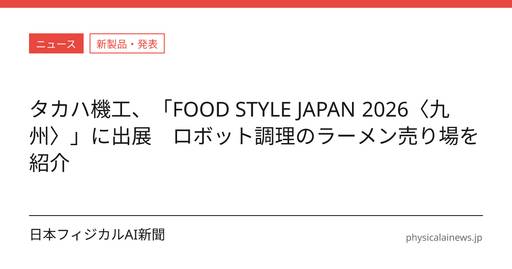 ニュース 新製品・発表
タカハ機工、「FOOD STYLE JAPAN 2026〈九
州〉」に出展　ロボット調理のラーメン売り場を
紹介
日本フィジカルAI新聞 physicalainews.jp